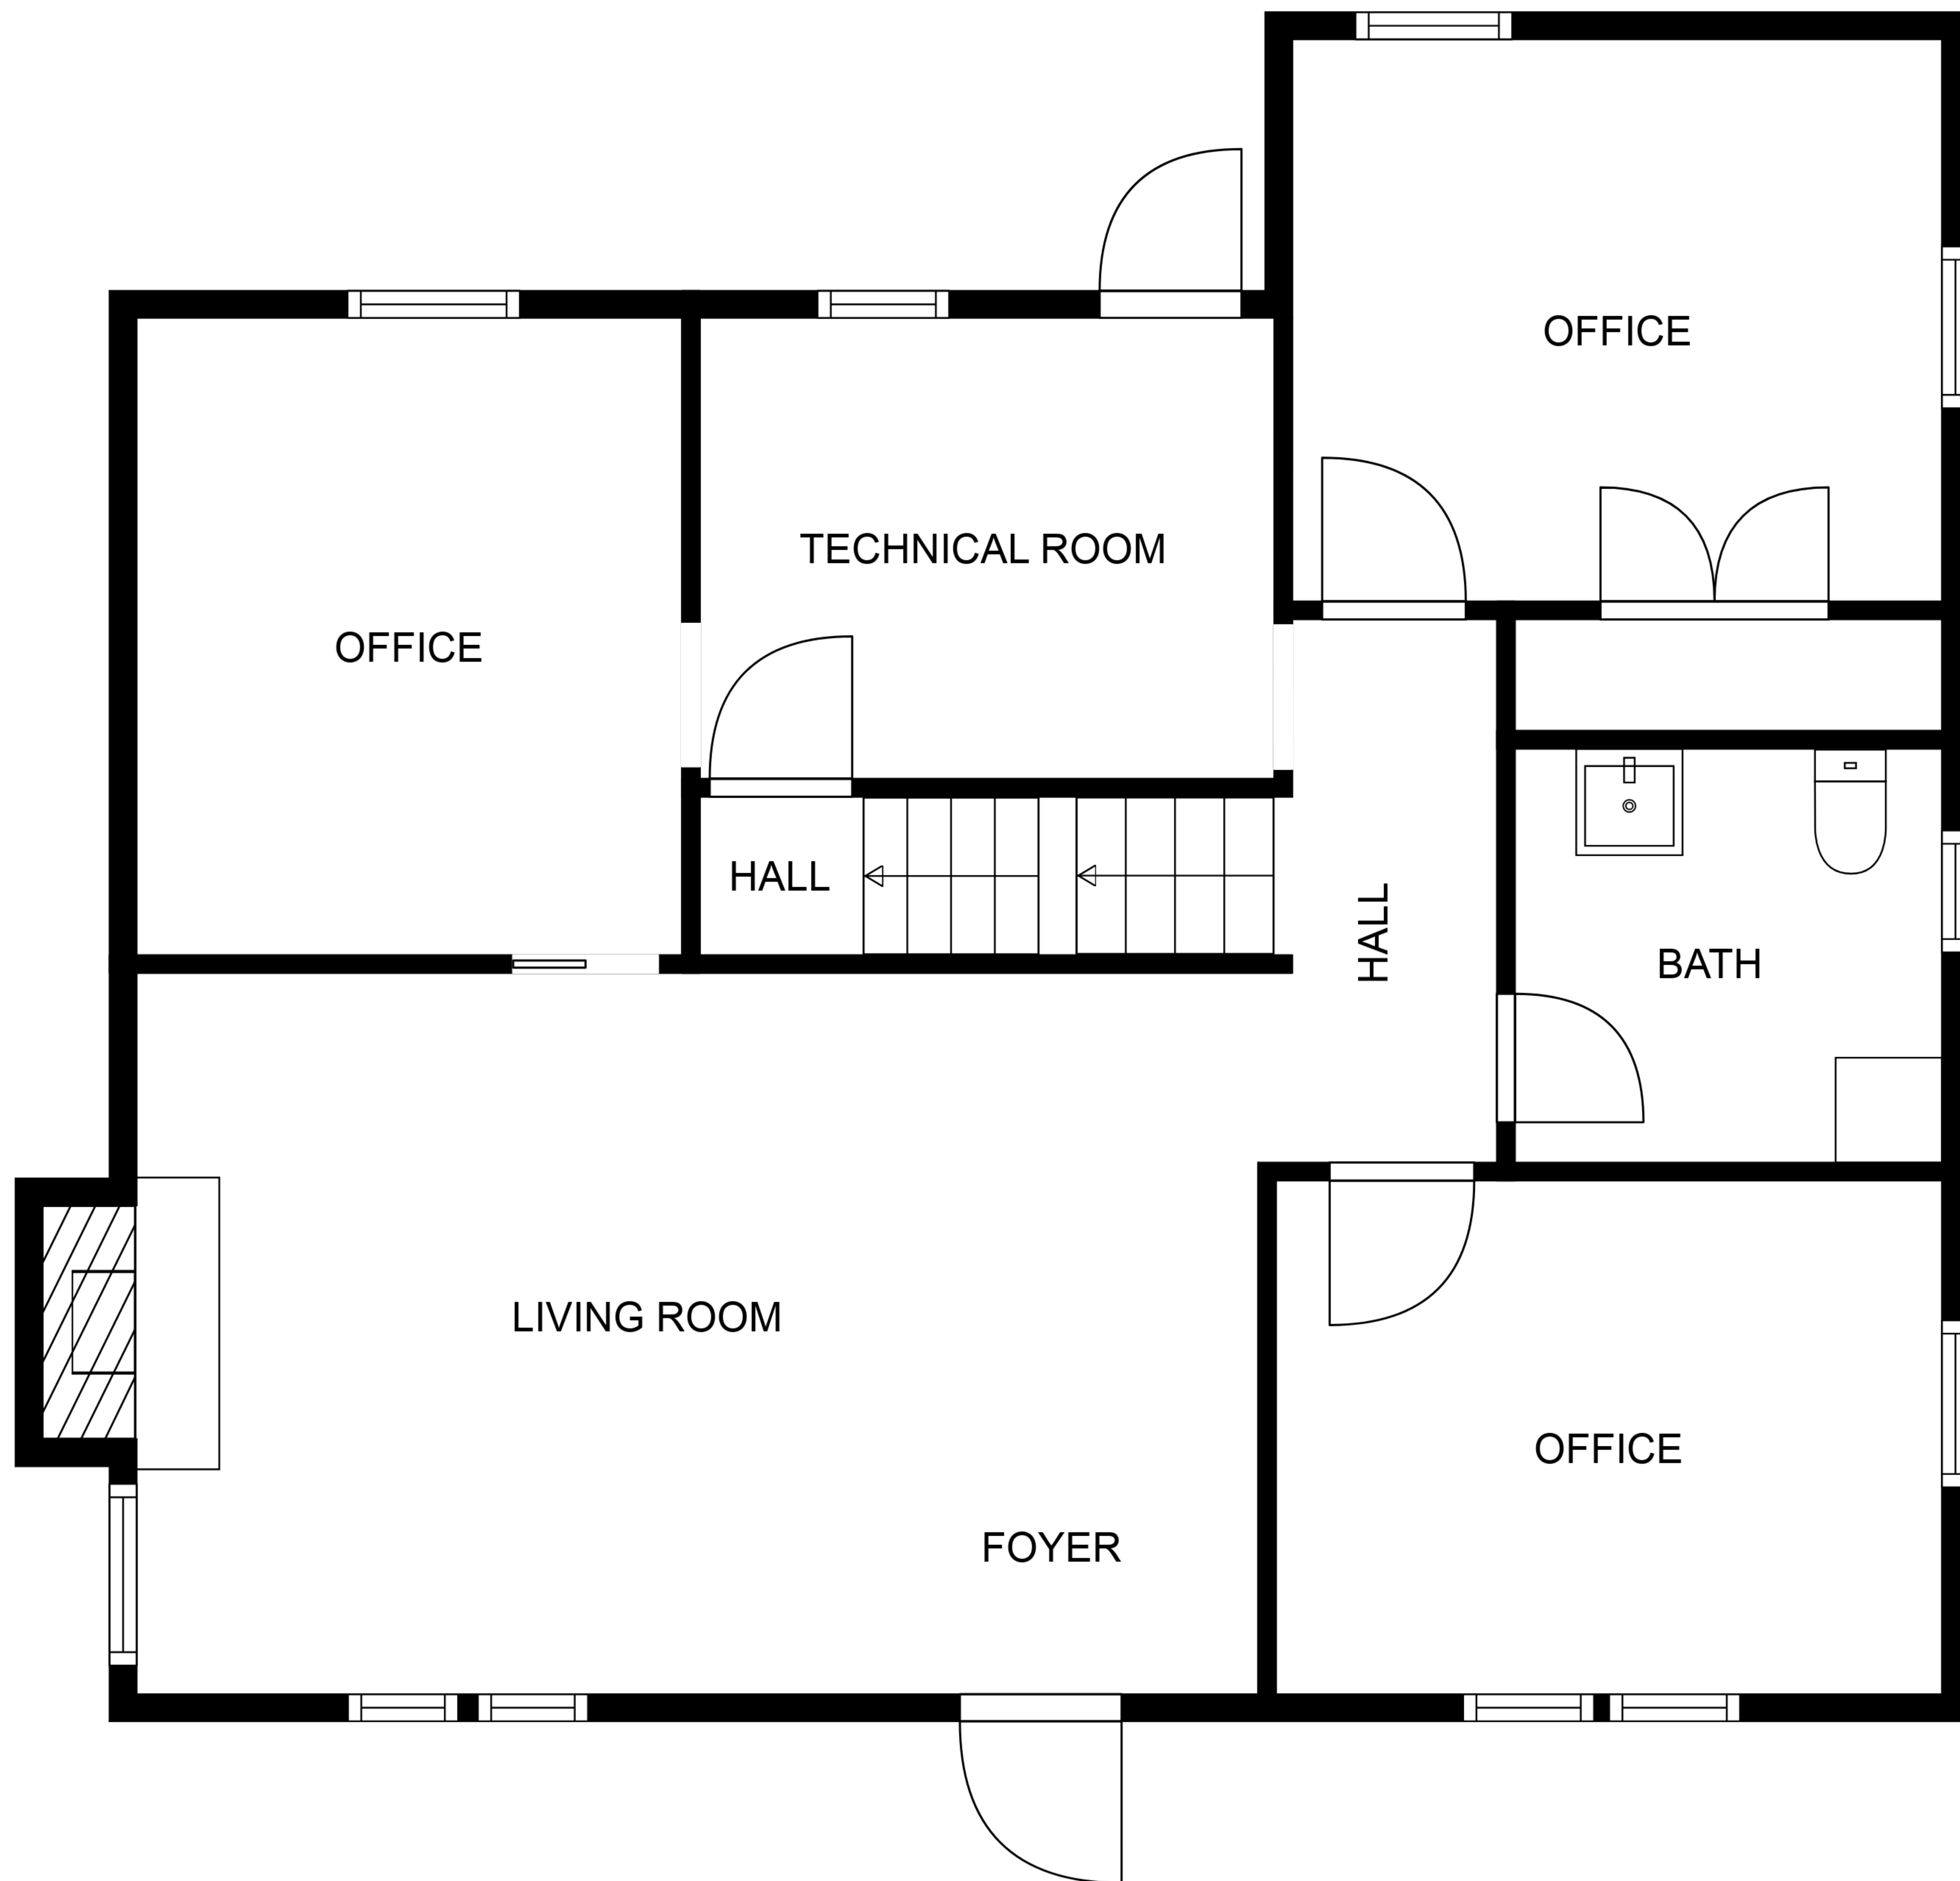 OFFICE
TECHNICAL ROOM
OFFICE
HALL
HALL
BATH
LIVING ROOM
OFFICE
FOYER